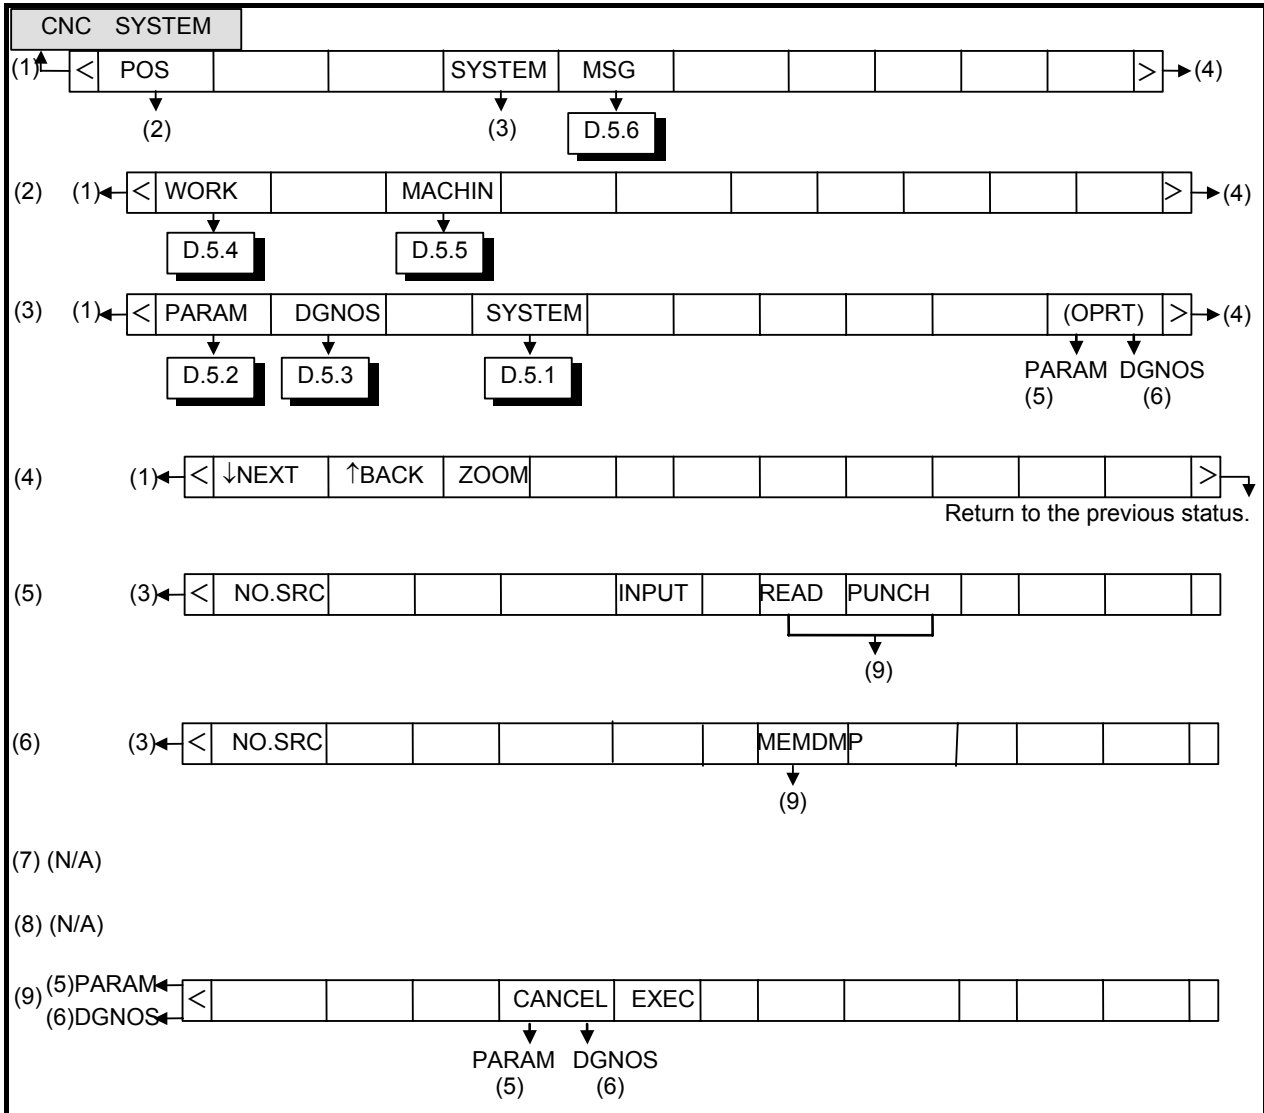 CNC SYSTEM
(1) < POS SYSTEM MSG > (4)
(2) (3) D.5.6
(2) (1) < WORK MACHIN > (4)
D.5.4 D.5.5
(3) (1) < PARAM DGNOS SYSTEM (OPRT) > (4)
D.5.2 D.5.3 D.5.1 PARAM DGNOS
(5) (6)
(4) (1) < ↓NEXT ↑BACK ZOOM >
Return to the previous status.
(5) (3) < NO.SRC INPUT READ PUNCH
(9)
(6) (3) < NO.SRC MEMDMP
(9)
(7) (N/A)
(8) (N/A)
(9) (5)PARAM < CANCEL EXEC
(6)DGNOS
PARAM DGNOS
(5) (6)